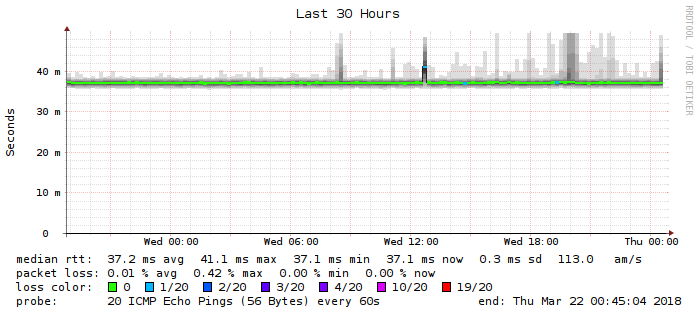 Last 30 Hours
RRDTOOL / TOBI OETIKER
Seconds
40 m
30 m
20 m
10 m
0
Wed 00:00 Wed 06:00 Wed 12:00 Wed 18:00 Thu 00:00
median rtt: 37.2 ms avg 41.1 ms max 37.1 ms min 37.1 ms now 0.3 ms sd 113.0 am/s
packet loss: 0.01 % avg 0.42 % max 0.00 % min 0.00 % now
loss color: 0 1/20 2/20 3/20 4/20 10/20 19/20
probe: 20 ICMP Echo Pings (56 Bytes) every 60s end: Thu Mar 22 00:45:04 2018